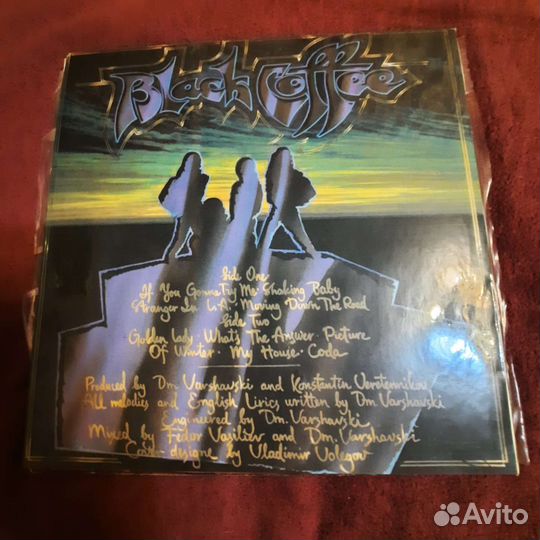 Black Coffee
Side One
If You Gonna Try Me · Shaking Baby
Stranger In L.A. · Moving Down The Road
Side Two
Golden Lady · What's The Answer · Picture
Of Winter · My House · Coda
Produced by Dm. Varshavski and Konstantin Veretennikov
All melodies and English Lirics written by Dm. Varshavski
Engineered by Dm. Varshavski
Mixed by Fedor Vasiliev and Dm. Varshavski
designe by Vladimir Volegov
Avito